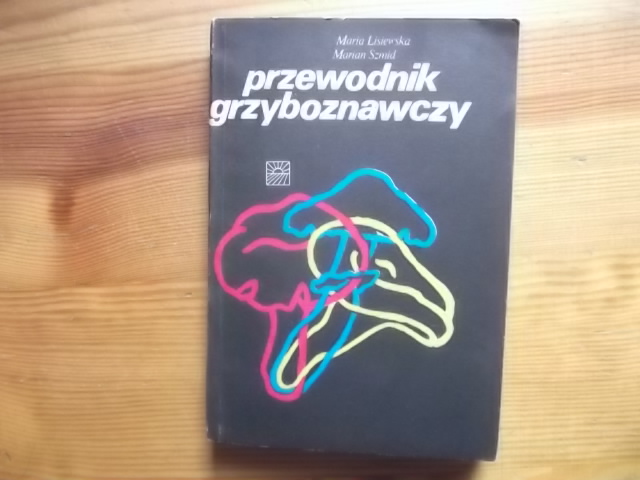 Maria Lisiewska
Marian Szmid
przewodnik
grzyboznawczy